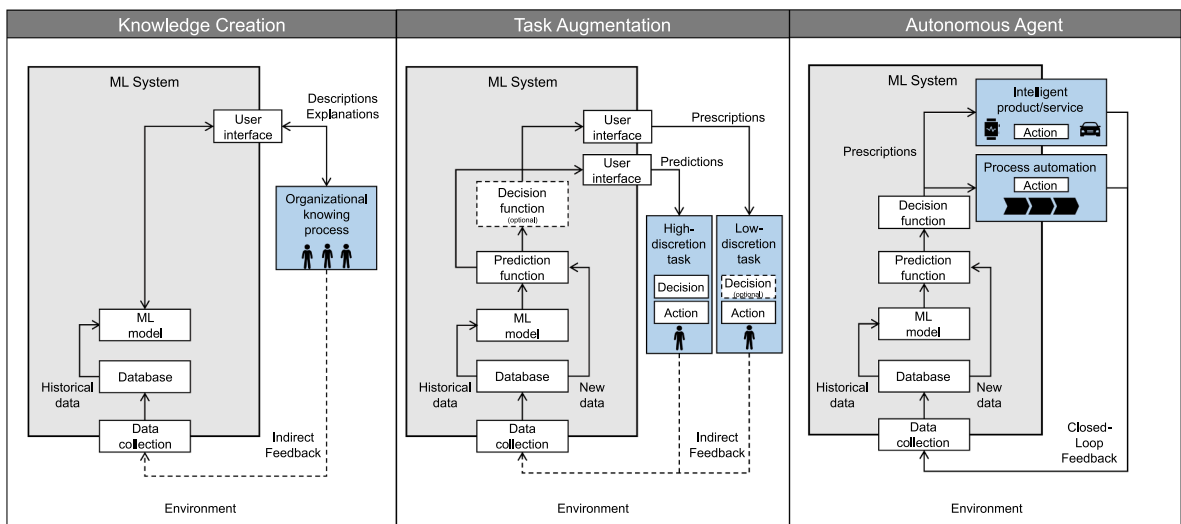 Knowledge Creation
ML System
User
interface
Descriptions
Explanations
Organizational
knowing
process
ML
model
Database
Historical
data
Data
collection
Indirect
Feedback
Environment
Task Augmentation
ML System
User
interface
Prescriptions
User
interface
Predictions
Decision
function
(optional)
High-
discretion
task
Decision
Action
Low-
discretion
task
Decision
(optional)
Action
Prediction
function
ML
model
Database
Historical
data
New
data
Data
collection
Indirect
Feedback
Environment
Autonomous Agent
ML System
Intelligent
product/service
Action
Prescriptions
Process automation
Action
Decision
function
Prediction
function
ML
model
Database
Historical
data
New
data
Data
collection
Closed-
Loop
Feedback
Environment